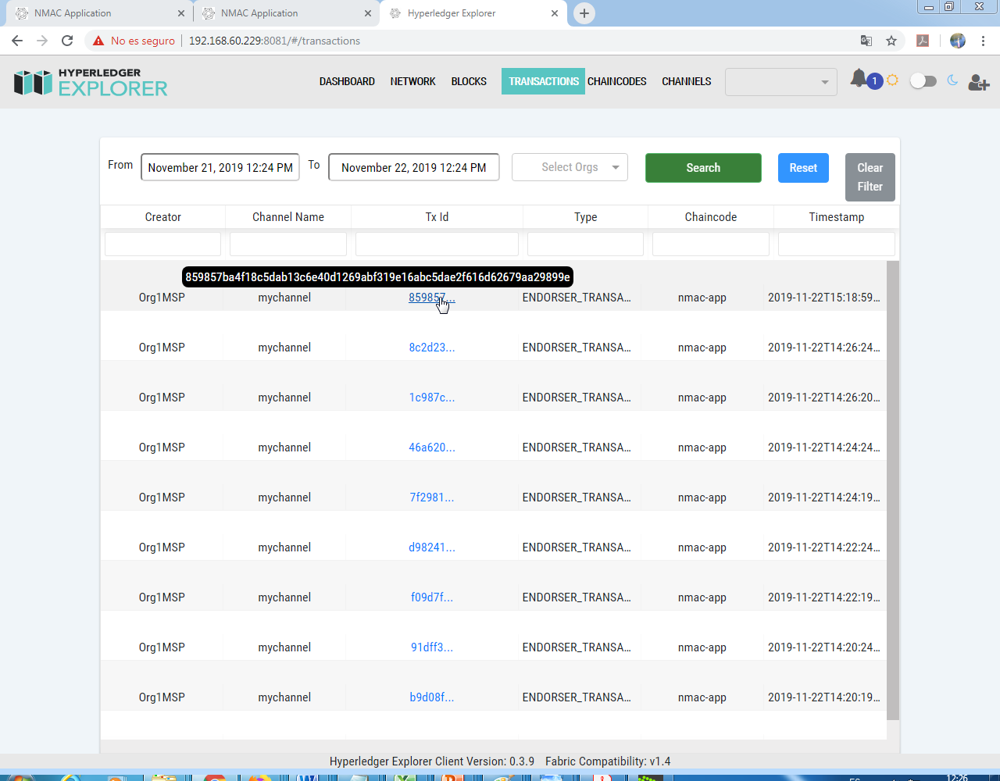 NMAC Application
NMAC Application
Hyperledger Explorer
No es seguro
192.168.60.229:8081/#/transactions
HYPERLEDGER
EXPLORER
DASHBOARD
NETWORK
BLOCKS
TRANSACTIONS
CHAINCODES
CHANNELS
1
From
November 21, 2019 12:24 PM
To
November 22, 2019 12:24 PM
Select Orgs
Search
Reset
Clear
Filter
Creator
Channel Name
Tx Id
Type
Chaincode
Timestamp
859857ba4f18c5dab13c6e40d1269abf319e16abc5dae2f616d62679aa29899e
Org1MSP mychannel 859857... ENDORSER_TRANSA... nmac-app 2019-11-22T15:18:59...
Org1MSP mychannel 8c2d23... ENDORSER_TRANSA... nmac-app 2019-11-22T14:26:24...
Org1MSP mychannel 1c987c... ENDORSER_TRANSA... nmac-app 2019-11-22T14:26:20...
Org1MSP mychannel 46a620... ENDORSER_TRANSA... nmac-app 2019-11-22T14:24:24...
Org1MSP mychannel 7f2981... ENDORSER_TRANSA... nmac-app 2019-11-22T14:24:19...
Org1MSP mychannel d98241... ENDORSER_TRANSA... nmac-app 2019-11-22T14:22:24...
Org1MSP mychannel f09d7f... ENDORSER_TRANSA... nmac-app 2019-11-22T14:22:19...
Org1MSP mychannel 91dff3... ENDORSER_TRANSA... nmac-app 2019-11-22T14:20:24...
Org1MSP mychannel b9d08f... ENDORSER_TRANSA... nmac-app 2019-11-22T14:20:19...
Hyperledger Explorer Client Version: 0.3.9 Fabric Compatibility: v1.4
ES
12:26